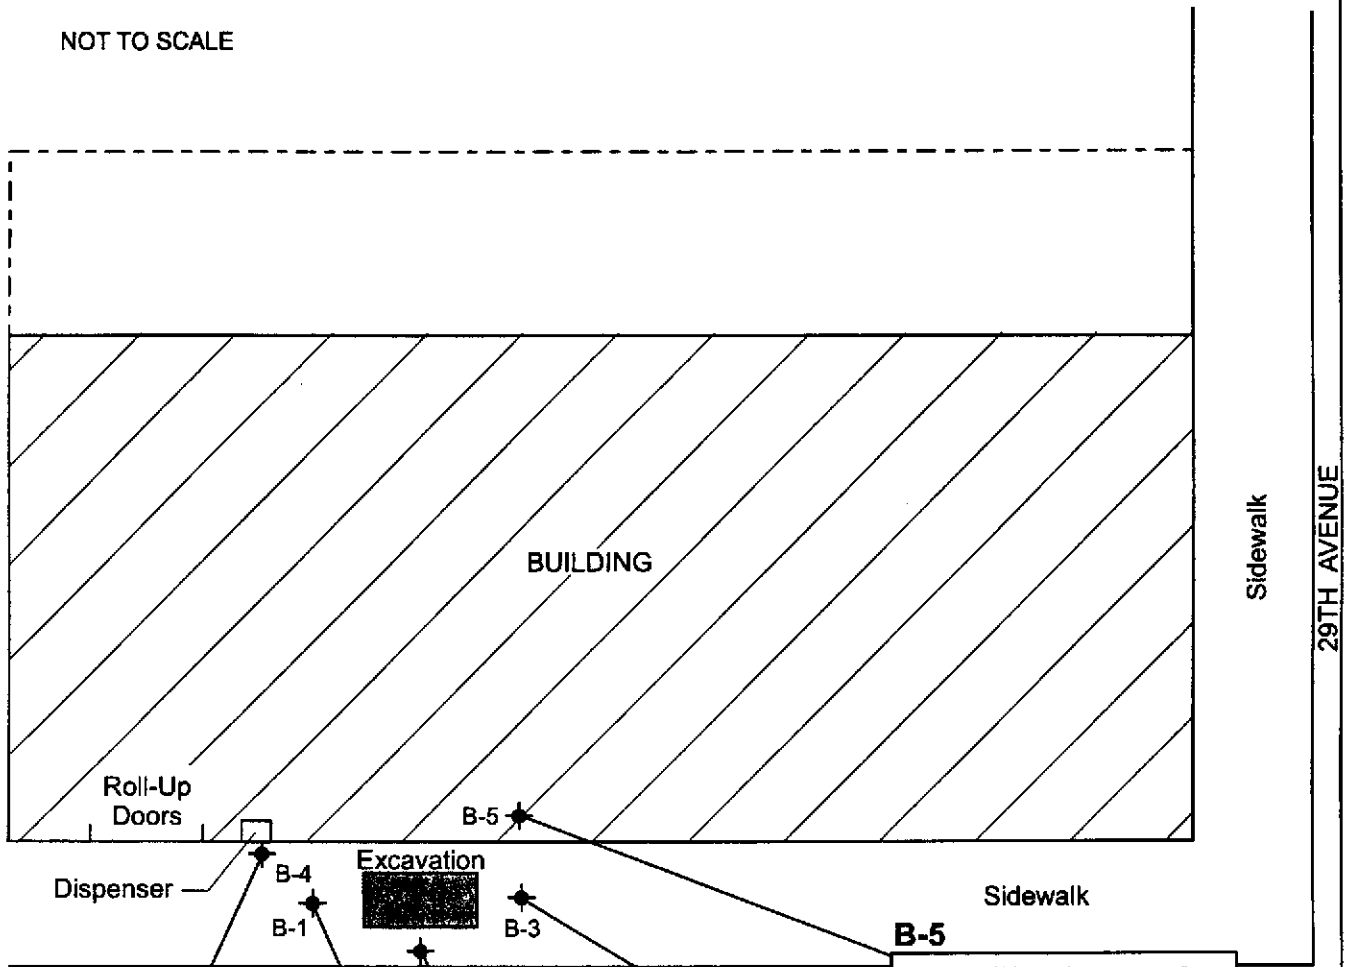 NOT TO SCALE
BUILDING
Sidewalk
29TH AVENUE
Roll-Up
Doors
B-5
Dispenser
B-4
Excavation
B-1
B-3
Sidewalk
B-5